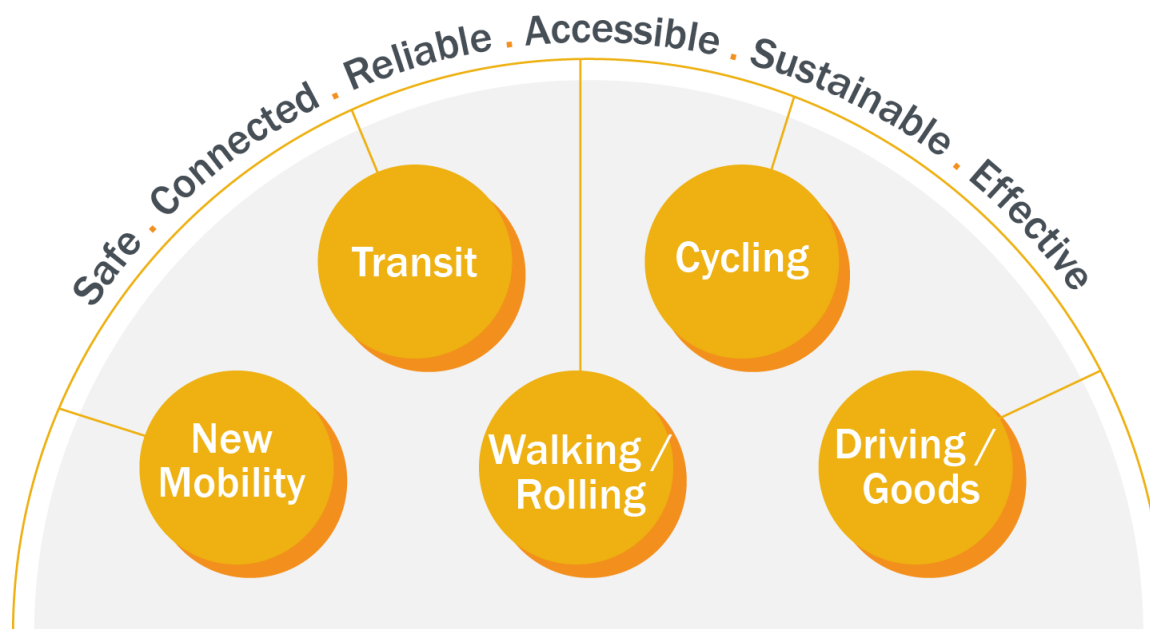 Safe . Connected . Reliable . Accessible . Sustainable . Effective
Transit
Cycling
New
Mobility
Walking /
Rolling
Driving /
Goods